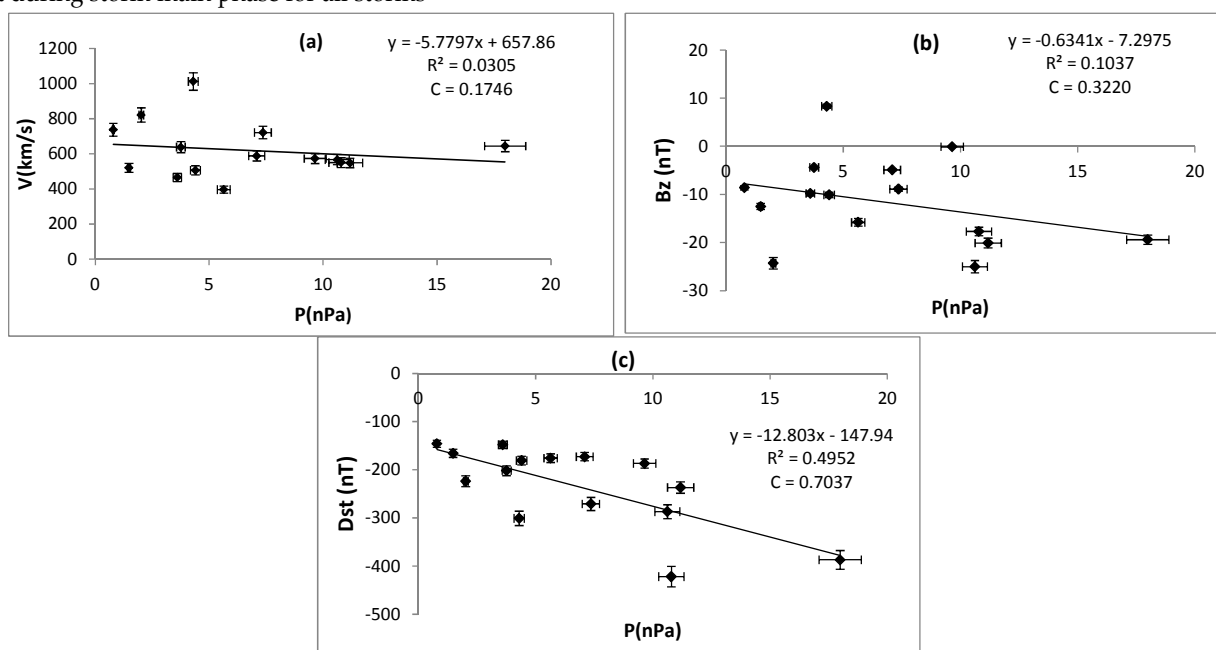 during storm main phase for all storms
(a)
y = -5.7797x + 657.86
R² = 0.0305
C = 0.1746
1200
1000
800
600
400
200
0
V(km/s)
0 5 10 15 20
P(nPa)
(b)
y = -0.6341x - 7.2975
R² = 0.1037
C = 0.3220
20
10
0
-10
-20
-30
Bz (nT)
0 5 10 15 20
P(nPa)
(c)
0 5 10 15 20
y = -12.803x - 147.94
R² = 0.4952
C = 0.7037
0
-100
-200
-300
-400
-500
Dst (nT)
P(nPa)